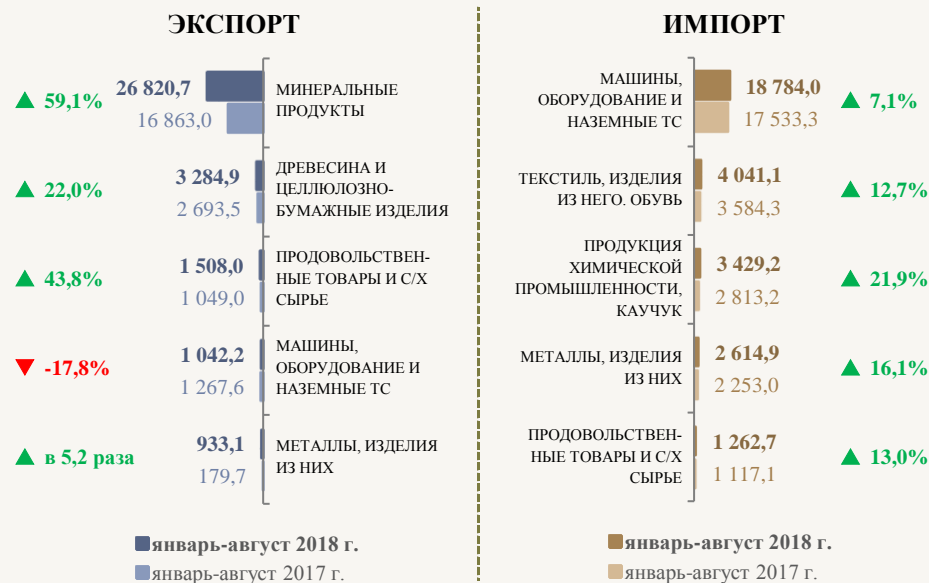 ЭКСПОРТ
▲ 59,1%
26 820,7
16 863,0
МИНЕРАЛЬНЫЕ
ПРОДУКТЫ
▲ 22,0%
3 284,9
2 693,5
ДРЕВЕСИНА И
ЦЕЛЛЮЛОЗНО-
БУМАЖНЫЕ ИЗДЕЛИЯ
▲ 43,8%
1 508,0
1 049,0
ПРОДОВОЛЬСТВЕН-
НЫЕ ТОВАРЫ И С/Х
СЫРЬЕ
▼ -17,8%
1 042,2
1 267,6
МАШИНЫ,
ОБОРУДОВАНИЕ И
НАЗЕМНЫЕ ТС
▲ в 5,2 раза
933,1
179,7
МЕТАЛЛЫ, ИЗДЕЛИЯ
ИЗ НИХ
январь-август 2018 г.
январь-август 2017 г.
ИМПОРТ
МАШИНЫ,
ОБОРУДОВАНИЕ И
НАЗЕМНЫЕ ТС
18 784,0
17 533,3
▲ 7,1%
ТЕКСТИЛЬ, ИЗДЕЛИЯ
ИЗ НЕГО. ОБУВЬ
4 041,1
3 584,3
▲ 12,7%
ПРОДУКЦИЯ
ХИМИЧЕСКОЙ
ПРОМЫШЛЕННОСТИ,
КАУЧУК
3 429,2
2 813,2
▲ 21,9%
МЕТАЛЛЫ, ИЗДЕЛИЯ
ИЗ НИХ
2 614,9
2 253,0
▲ 16,1%
ПРОДОВОЛЬСТВЕН-
НЫЕ ТОВАРЫ И С/Х
СЫРЬЕ
1 262,7
1 117,1
▲ 13,0%
январь-август 2018 г.
январь-август 2017 г.